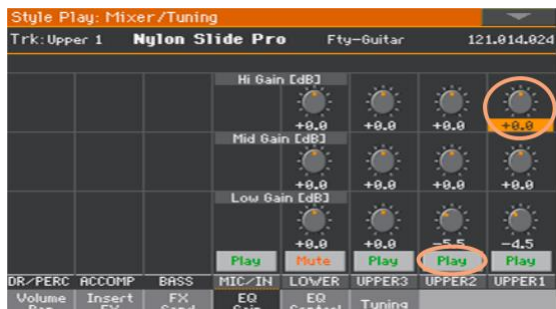 Style Play: Mixer/Tuning
Trk: Upper 1 Nylon Slide Pro Fty-Guitar 121.014.024
Hi Gain [dB]
+0.0 +0.0 +0.0 +0.0
Mid Gain [dB]
+0.0 +0.0 +0.0 +0.0
Low Gain [dB]
+0.0 +0.0 -5.5 -4.5
Play Mute Play Play Play
DR/PERC ACCOMP BASS MIC/IN LOWER UPPER3 UPPER2 UPPER1
Volume Insert FX EQ EQ Tuning